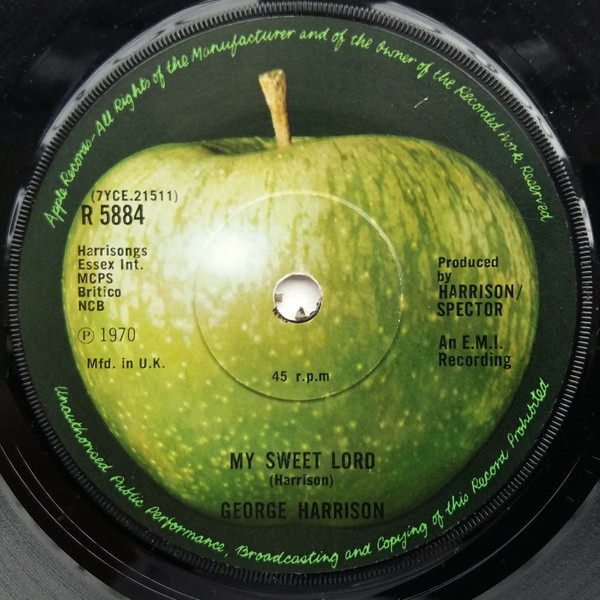 Apple Records-All Rights of the Manufacturer and of the Owner of the Recorded Work Reserved
(7YCE.21511)
R 5884
Harrisongs
Essex Int.
MCPS
Britico
NCB
Ⓟ 1970
Mfd. in U.K.
Produced
by
HARRISON/
SPECTOR
An E.M.I.
Recording
45 r.p.m
MY SWEET LORD
(Harrison)
GEORGE HARRISON
Unauthorised Public Performance, Broadcasting and Copying of this Record Prohibited